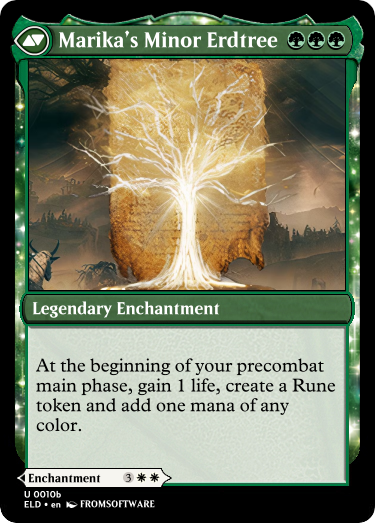 Marika's Minor Erdtree
Legendary Enchantment
At the beginning of your precombat
main phase, gain 1 life, create a Rune
token and add one mana of any
color.
Enchantment 3
U 0010b
ELD • en FROMSOFTWARE